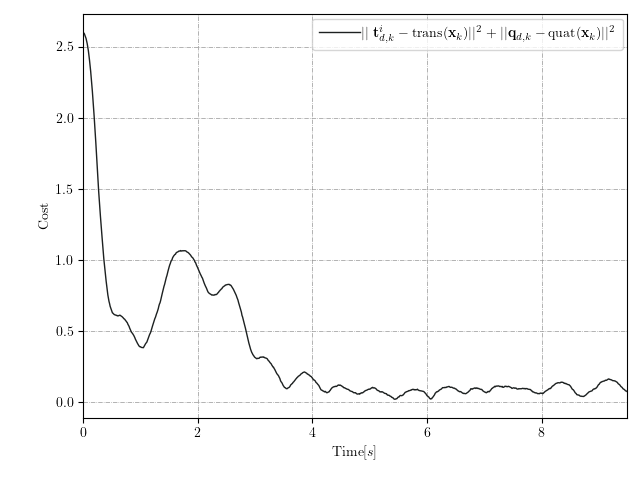 || t^i_{d,k} − trans(x_k)||^2 + ||q_{d,k} − quat(x_k)||^2
2.5
2.0
1.5
1.0
0.5
0.0
Cost
0 2 4 6 8
Time[s]